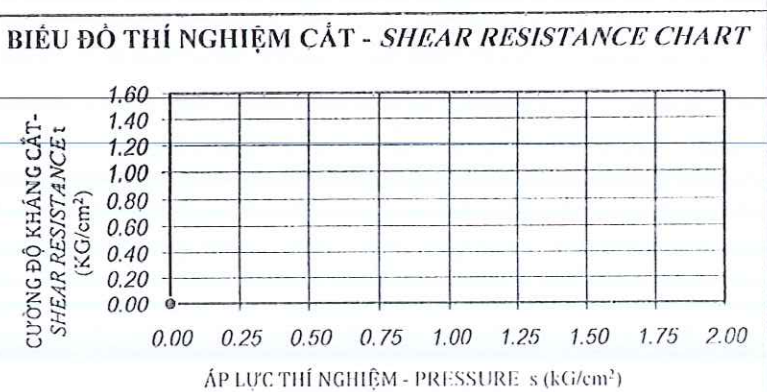 BIỂU ĐỒ THÍ NGHIỆM CẮT - SHEAR RESISTANCE CHART
CƯỜNG ĐỘ KHÁNG CẮT-
SHEAR RESISTANCE τ
(KG/cm²)
1.60
1.40
1.20
1.00
0.80
0.60
0.40
0.20
0.00
0.00 0.25 0.50 0.75 1.00 1.25 1.50 1.75 2.00
ÁP LỰC THÍ NGHIỆM - PRESSURE s (kG/cm²)